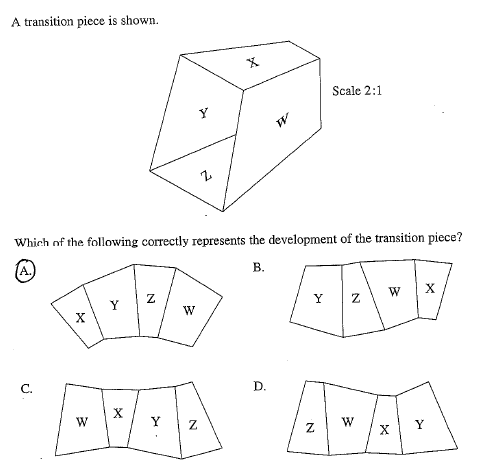 A transition piece is shown.
X
Scale 2:1
Y
W
Z
Which of the following correctly represents the development of the transition piece?
A.
B.
X Y Z W
Y Z W X
C.
D.
W X Y Z
Z W X Y